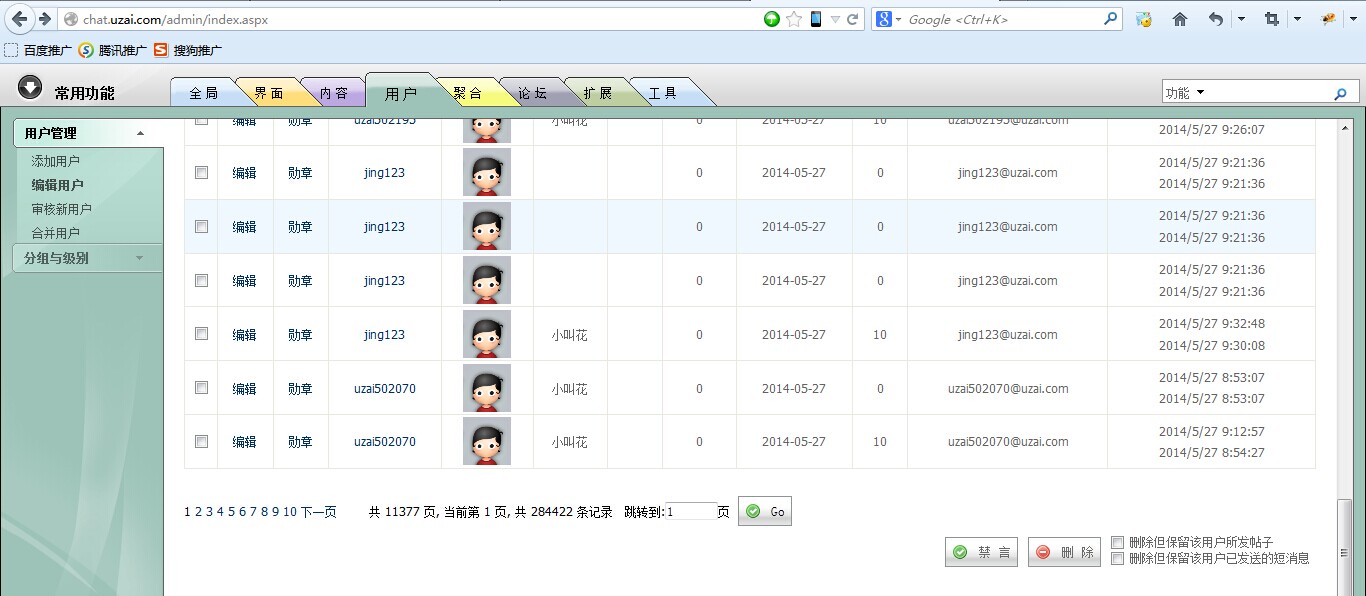 chat.uzai.com/admin/index.aspx
Google <Ctrl+K>
百度推广 腾讯推广 搜狗推广
常用功能 全局 界面 内容 用户 聚合 论坛 扩展 工具 功能
用户管理
添加用户
编辑用户
审核新用户
合并用户
分组与级别
编辑 勋章 uzai502195 小叫花 0 2014-05-27 10 uzai502195@uzai.com 2014/5/27 9:26:07
编辑 勋章 jing123 0 2014-05-27 0 jing123@uzai.com 2014/5/27 9:21:36
2014/5/27 9:21:36
编辑 勋章 jing123 0 2014-05-27 0 jing123@uzai.com 2014/5/27 9:21:36
2014/5/27 9:21:36
编辑 勋章 jing123 0 2014-05-27 0 jing123@uzai.com 2014/5/27 9:21:36
2014/5/27 9:21:36
编辑 勋章 jing123 小叫花 0 2014-05-27 10 jing123@uzai.com 2014/5/27 9:32:48
2014/5/27 9:30:08
编辑 勋章 uzai502070 小叫花 0 2014-05-27 0 uzai502070@uzai.com 2014/5/27 8:53:07
2014/5/27 8:53:07
编辑 勋章 uzai502070 小叫花 0 2014-05-27 10 uzai502070@uzai.com 2014/5/27 9:12:57
2014/5/27 8:54:27
1 2 3 4 5 6 7 8 9 10 下一页 共 11377 页, 当前第 1 页, 共 284422 条记录 跳转到:1 页 Go
禁 言 删 除 删除但保留该用户所发帖子
删除但保留该用户已发送的短消息